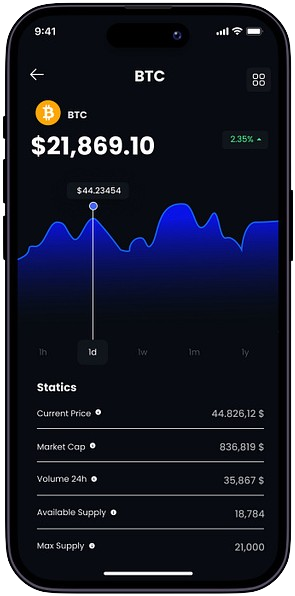 9:41
BTC
BTC
$21,869.10
2.35%
$44.23454
1h 1d 1w 1m 1y
Statics
Current Price 44.826,12 $
Market Cap 836,819 $
Volume 24h 35,867 $
Available Supply 18,784
Max Supply 21,000